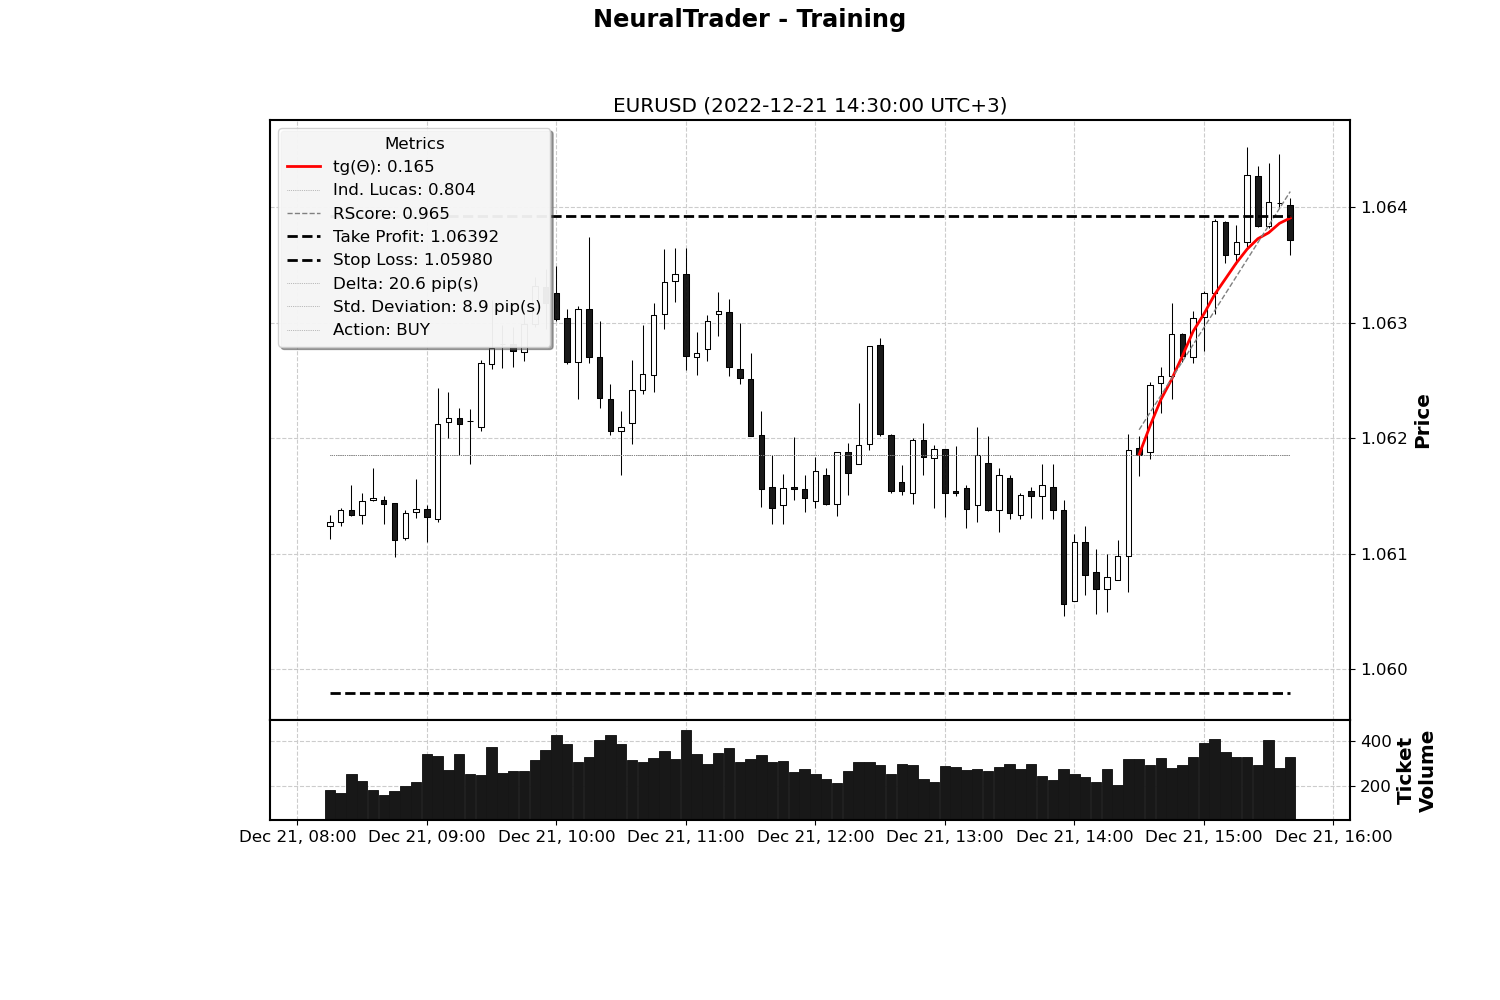 NeuralTrader - Training
EURUSD (2022-12-21 14:30:00 UTC+3)
Metrics
tg(Θ): 0.165
Ind. Lucas: 0.804
RScore: 0.965
Take Profit: 1.06392
Stop Loss: 1.05980
Delta: 20.6 pip(s)
Std. Deviation: 8.9 pip(s)
Action: BUY
1.064
1.063
1.062
1.061
1.060
Price
400
200
Ticket
Volume
Dec 21, 08:00
Dec 21, 09:00
Dec 21, 10:00
Dec 21, 11:00
Dec 21, 12:00
Dec 21, 13:00
Dec 21, 14:00
Dec 21, 15:00
Dec 21, 16:00